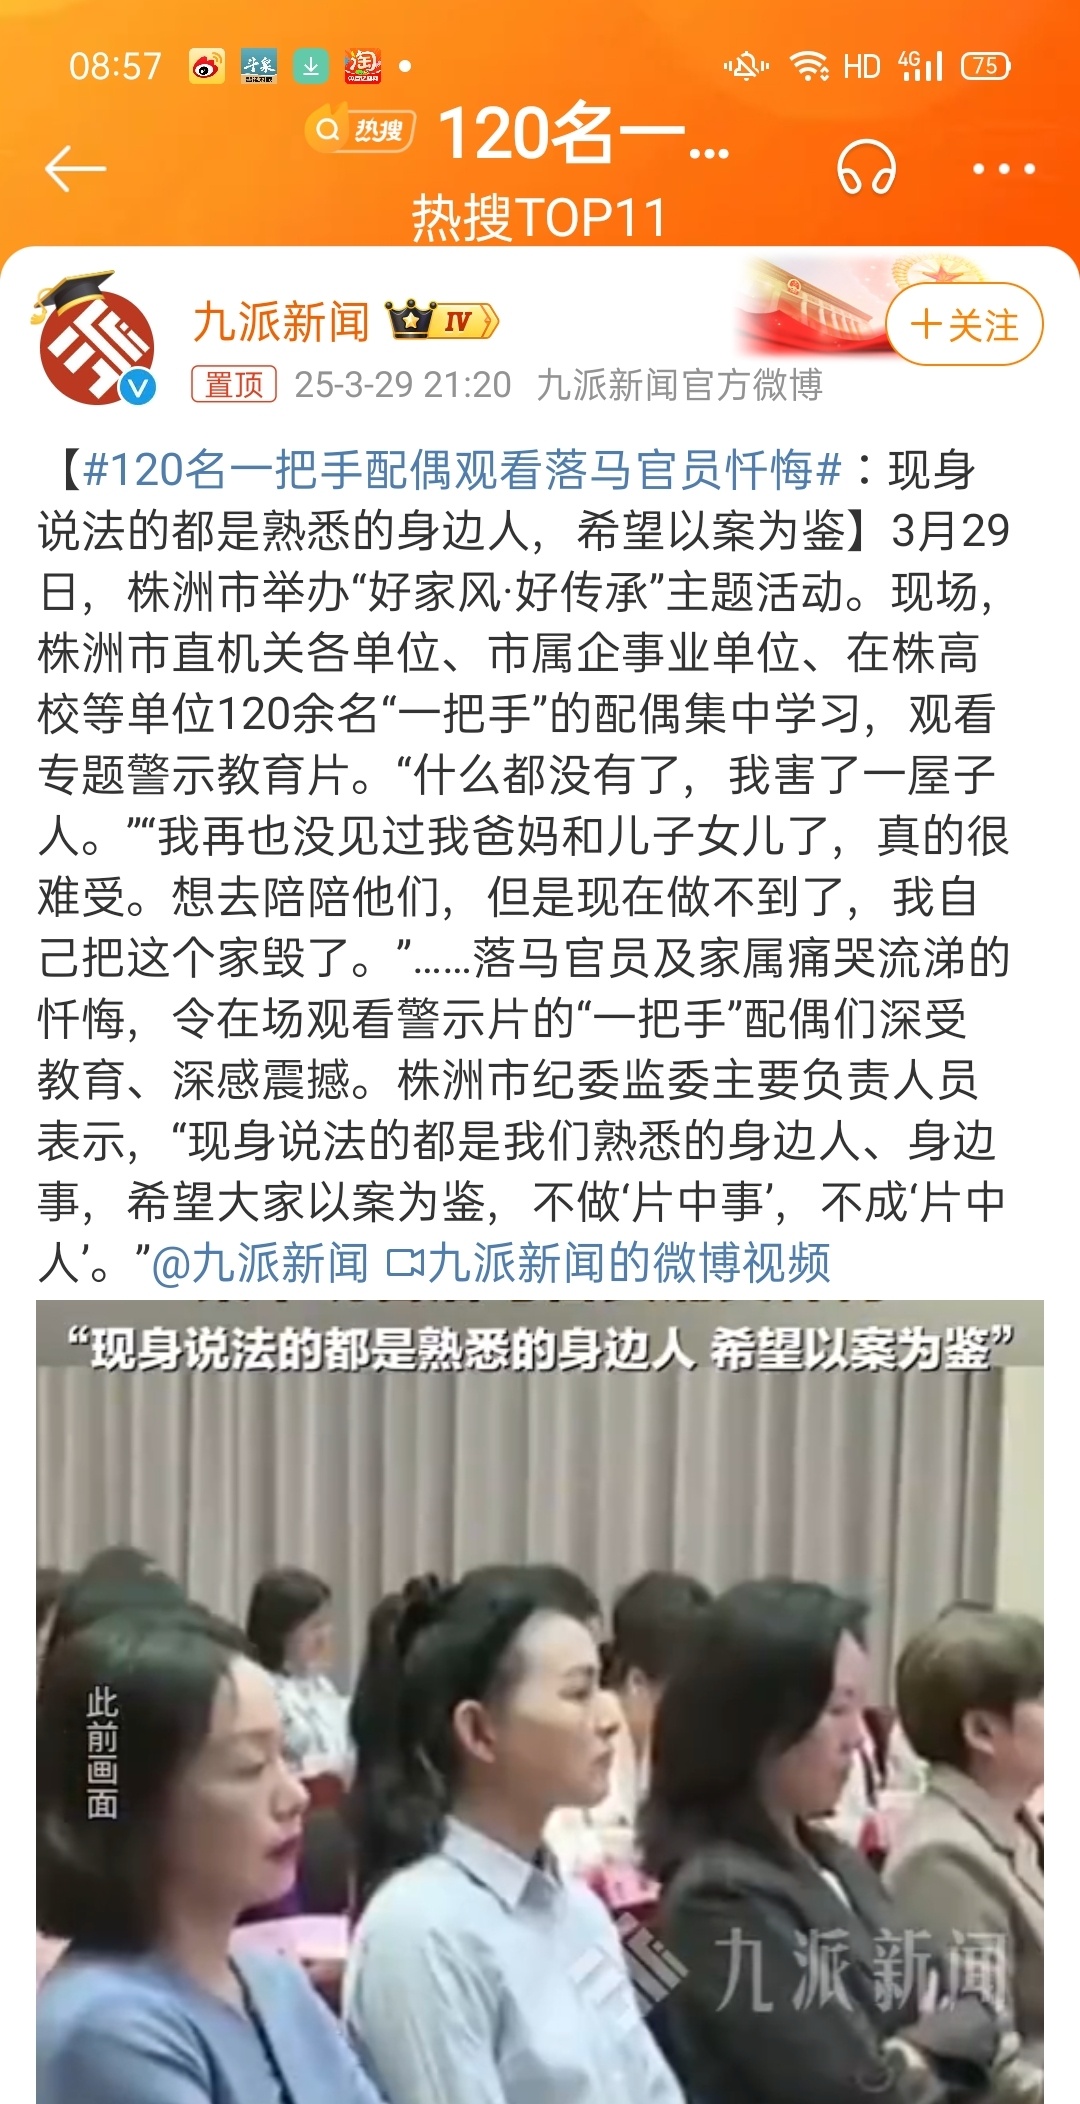 08:57
斗象
淘
HD 4G 75
热搜 120名一...
热搜TOP11
九派新闻 IV
+关注
置顶 25-3-29 21:20 九派新闻官方微博
【#120名一把手配偶观看落马官员忏悔#：现身
说法的都是熟悉的身边人，希望以案为鉴】3月29
日，株洲市举办“好家风·好传承”主题活动。现场，
株洲市直机关各单位、市属企事业单位、在株高
校等单位120余名“一把手”的配偶集中学习，观看
专题警示教育片。“什么都没有了，我害了一屋子
人。”“我再也没见过我爸妈和儿子女儿了，真的很
难受。想去陪陪他们，但是现在做不到了，我自
己把这个家毁了。”……落马官员及家属痛哭流涕的
忏悔，令在场观看警示片的“一把手”配偶们深受
教育、深感震撼。株洲市纪委监委主要负责人员
表示，“现身说法的都是我们熟悉的身边人、身边
事，希望大家以案为鉴，不做‘片中事’，不成‘片中
人’。”@九派新闻 九派新闻的微博视频
“现身说法的都是熟悉的身边人 希望以案为鉴”
此前画面
九派新闻